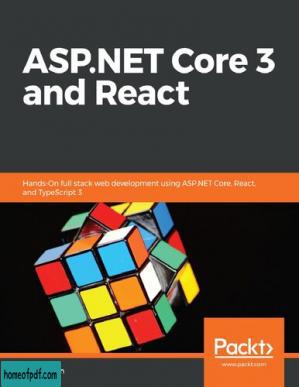 ASP.NET Core 3
and React
Hands-On full stack web development using ASP.NET Core, React,
and TypeScript 3
Packt>
www.packt.com
homeofpdf.com